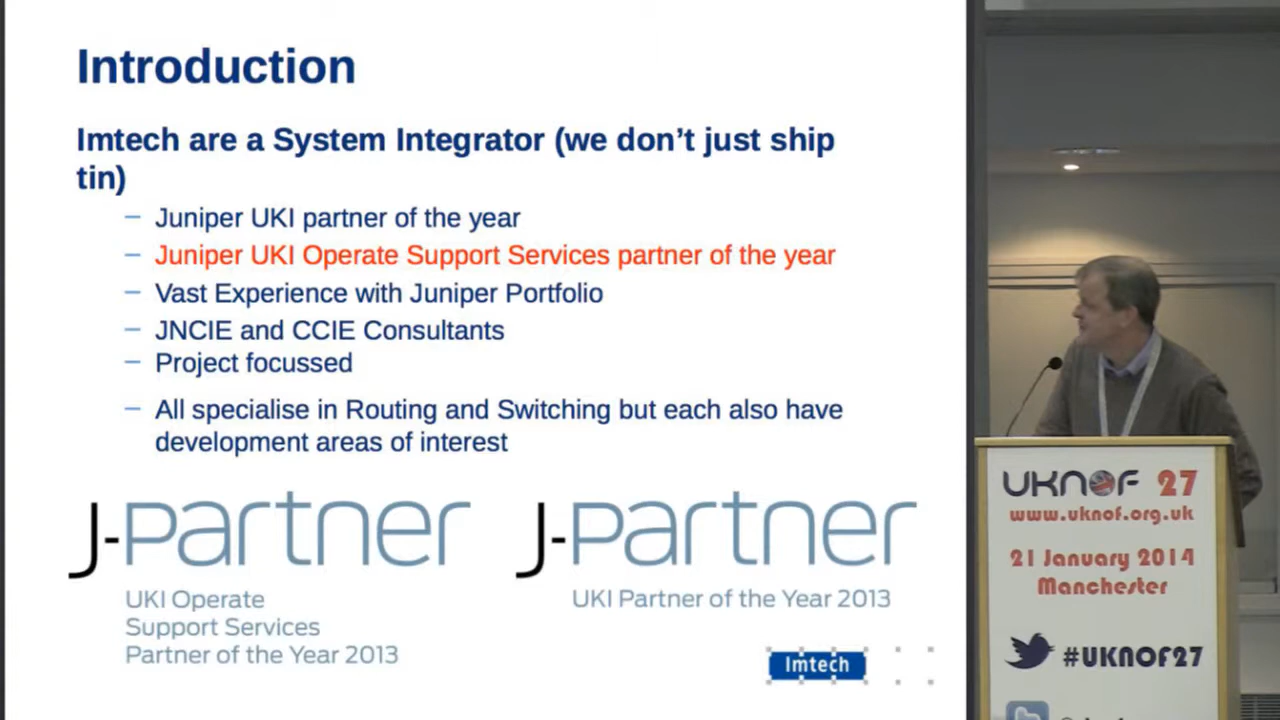 Introduction
Imtech are a System Integrator (we don't just ship
tin)
– Juniper UKI partner of the year
– Juniper UKI Operate Support Services partner of the year
– Vast Experience with Juniper Portfolio
– JNCIE and CCIE Consultants
– Project focussed
– All specialise in Routing and Switching but each also have
development areas of interest
J-Partner
UKI Operate
Support Services
Partner of the Year 2013
J-Partner
UKI Partner of the Year 2013
Imtech
UKNOF 27
www.uknof.org.uk
21 January 2014
Manchester
#UKNOF27